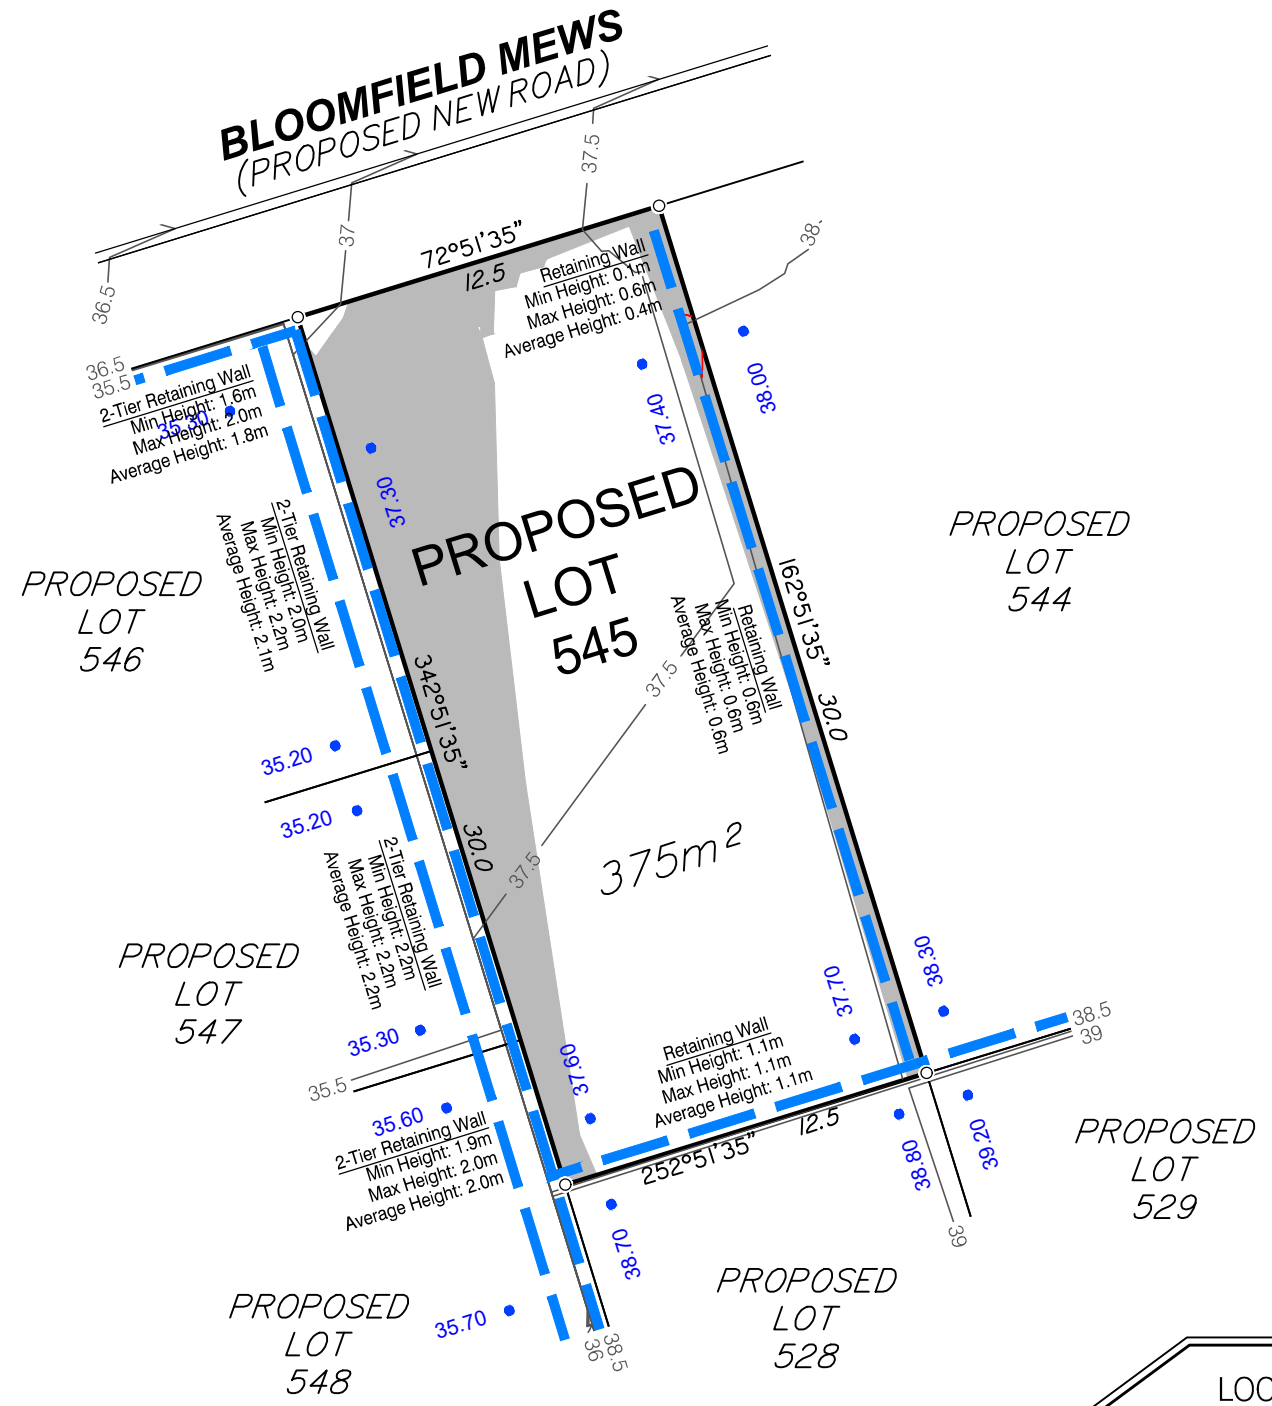 BLOOMFIELD MEWS
(PROPOSED NEW ROAD)
37.5
37
36.5
38.
72°51'35"
12.5
Retaining Wall
Min Height: 0.1m
Max Height: 0.6m
Average Height: 0.4m
36.5
35.5
2-Tier Retaining Wall
Min Height: 1.6m
Max Height: 2.0m
Average Height: 1.8m
35.30
38.00
37.40
37.30
PROPOSED
LOT
545
2-Tier Retaining Wall
Min Height: 2.0m
Max Height: 2.2m
Average Height: 2.1m
PROPOSED
LOT
546
PROPOSED
LOT
544
162°51'35"
30.0
Retaining Wall
Min Height: 0.6m
Max Height: 0.6m
Average Height: 0.6m
37.5
342°51'35"
30.0
35.20
35.20
37.5
375m²
2-Tier Retaining Wall
Min Height: 2.2m
Max Height: 2.2m
Average Height: 2.2m
PROPOSED
LOT
547
35.30
35.5
37.60
37.70
38.30
Retaining Wall
Min Height: 1.1m
Max Height: 1.1m
Average Height: 1.1m
38.5
39
35.60
2-Tier Retaining Wall
Min Height: 1.9m
Max Height: 2.0m
Average Height: 2.0m
252°51'35"
12.5
38.80
39.20
39
38.70
PROPOSED
LOT
529
PROPOSED
LOT
528
PROPOSED
LOT
548
35.70
36
38.5
LOC